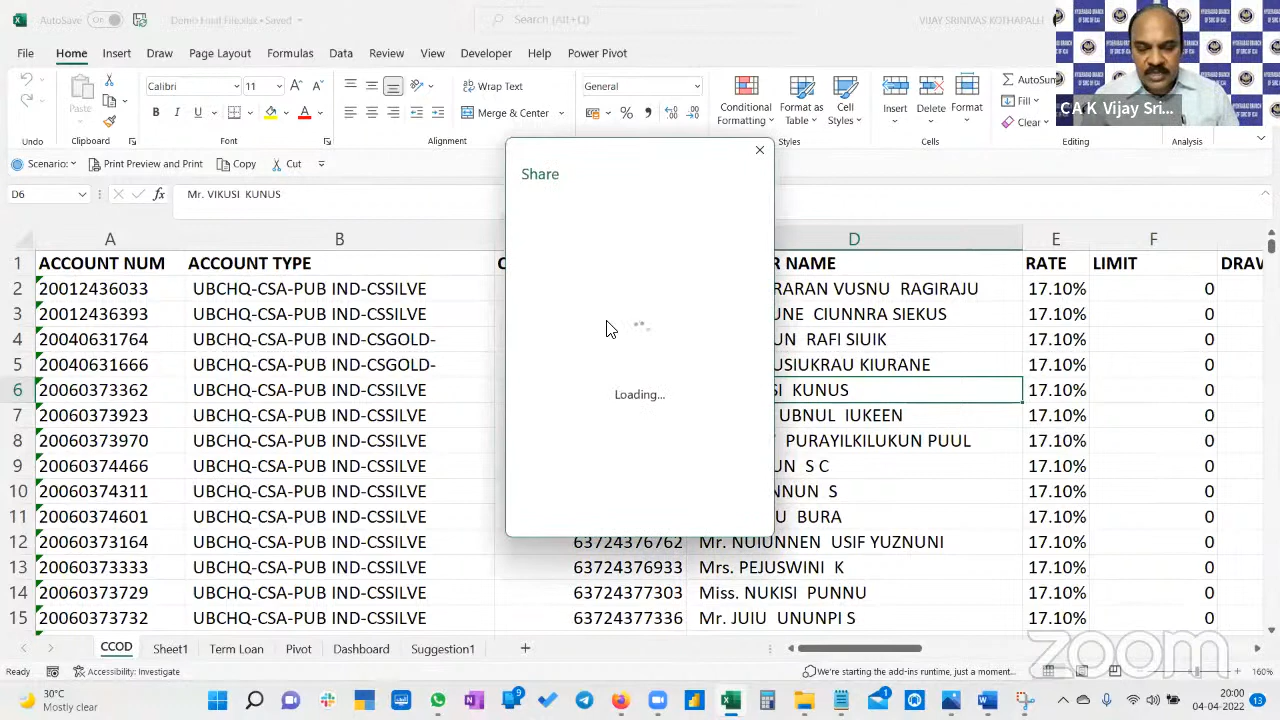 AutoSave On Demo Loan File.xlsx • Saved Search (Alt+Q) VIJAY SRINIVAS KOTHAPALLI
File Home Insert Draw Page Layout Formulas Data Review View Developer Help Power Pivot
Paste Calibri 11 Wrap Text General Conditional Formatting Format as Table Cell Styles Insert Delete Format AutoSum
Merge & Center Fill
Clear
Undo Clipboard Alignment Styles Editing Analysis
C A K Vijay Sri...
Scenario: Print Preview and Print Copy Cut
D6 fx Mr. VIKUSI KUNUS
Share
Loading...
A B D E F
1 ACCOUNT NUM ACCOUNT TYPE C R NAME RATE LIMIT DRAW
2 20012436033 UBCHQ-CSA-PUB IND-CSSILVE RARAN VUSNU RAGIRAJU 17.10% 0
3 20012436393 UBCHQ-CSA-PUB IND-CSSILVE UNE CIUNNRA SIEKUS 17.10% 0
4 20040631764 UBCHQ-CSA-PUB IND-CSGOLD- UN RAFI SIUIK 17.10% 0
5 20040631666 UBCHQ-CSA-PUB IND-CSGOLD- USIUKRAU KIURANE 17.10% 0
6 20060373362 UBCHQ-CSA-PUB IND-CSSILVE SI KUNUS 17.10% 0
7 20060373923 UBCHQ-CSA-PUB IND-CSSILVE UBNUL IUKEEN 17.10% 0
8 20060373970 UBCHQ-CSA-PUB IND-CSSILVE PURAYILKILUKUN PUUL 17.10% 0
9 20060374466 UBCHQ-CSA-PUB IND-CSSILVE UN S C 17.10% 0
10 20060374311 UBCHQ-CSA-PUB IND-CSSILVE NNUN S 17.10% 0
11 20060374601 UBCHQ-CSA-PUB IND-CSSILVE U BURA 17.10% 0
12 20060373164 UBCHQ-CSA-PUB IND-CSSILVE 63724376762 Mr. NUIUNNEN USIF YUZNUNI 17.10% 0
13 20060373333 UBCHQ-CSA-PUB IND-CSSILVE 63724376933 Mrs. PEJUSWINI K 17.10% 0
14 20060373729 UBCHQ-CSA-PUB IND-CSSILVE 63724377303 Miss. NUKISI PUNNU 17.10% 0
15 20060373732 UBCHQ-CSA-PUB IND-CSSILVE 63724377336 Mr. JUIU UNUNPI S 17.10% 0
CCOD Sheet1 Term Loan Pivot Dashboard Suggestion1
zoom
Ready Accessibility: Investigate We're starting the add-ins runtime, just a moment... 160%
30°C
Mostly clear
9
20:00
04-04-2022
13